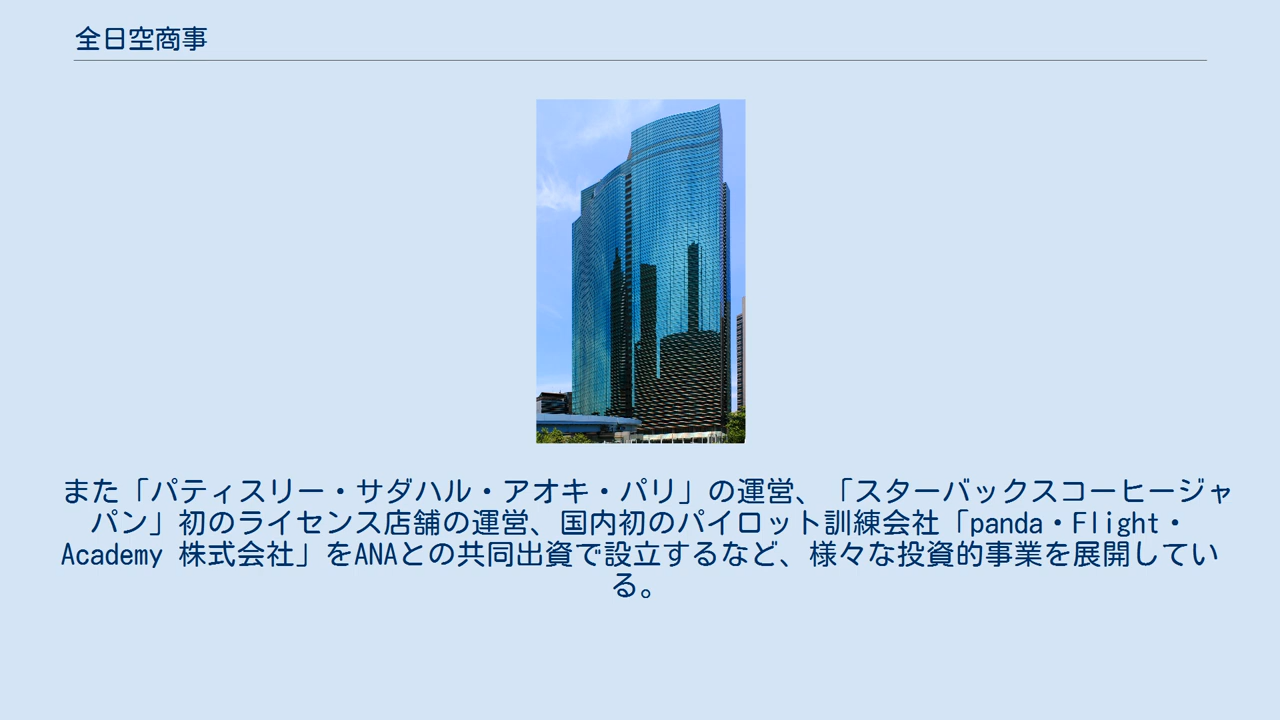 全日空商事
また「パティスリー・サダハル・アオキ・パリ」の運営、「スターバックスコーヒージャ
パン」初のライセンス店舗の運営、国内初のパイロット訓練会社「panda・Flight・
Academy 株式会社」をANAとの共同出資で設立するなど、様々な投資的事業を展開してい
る。